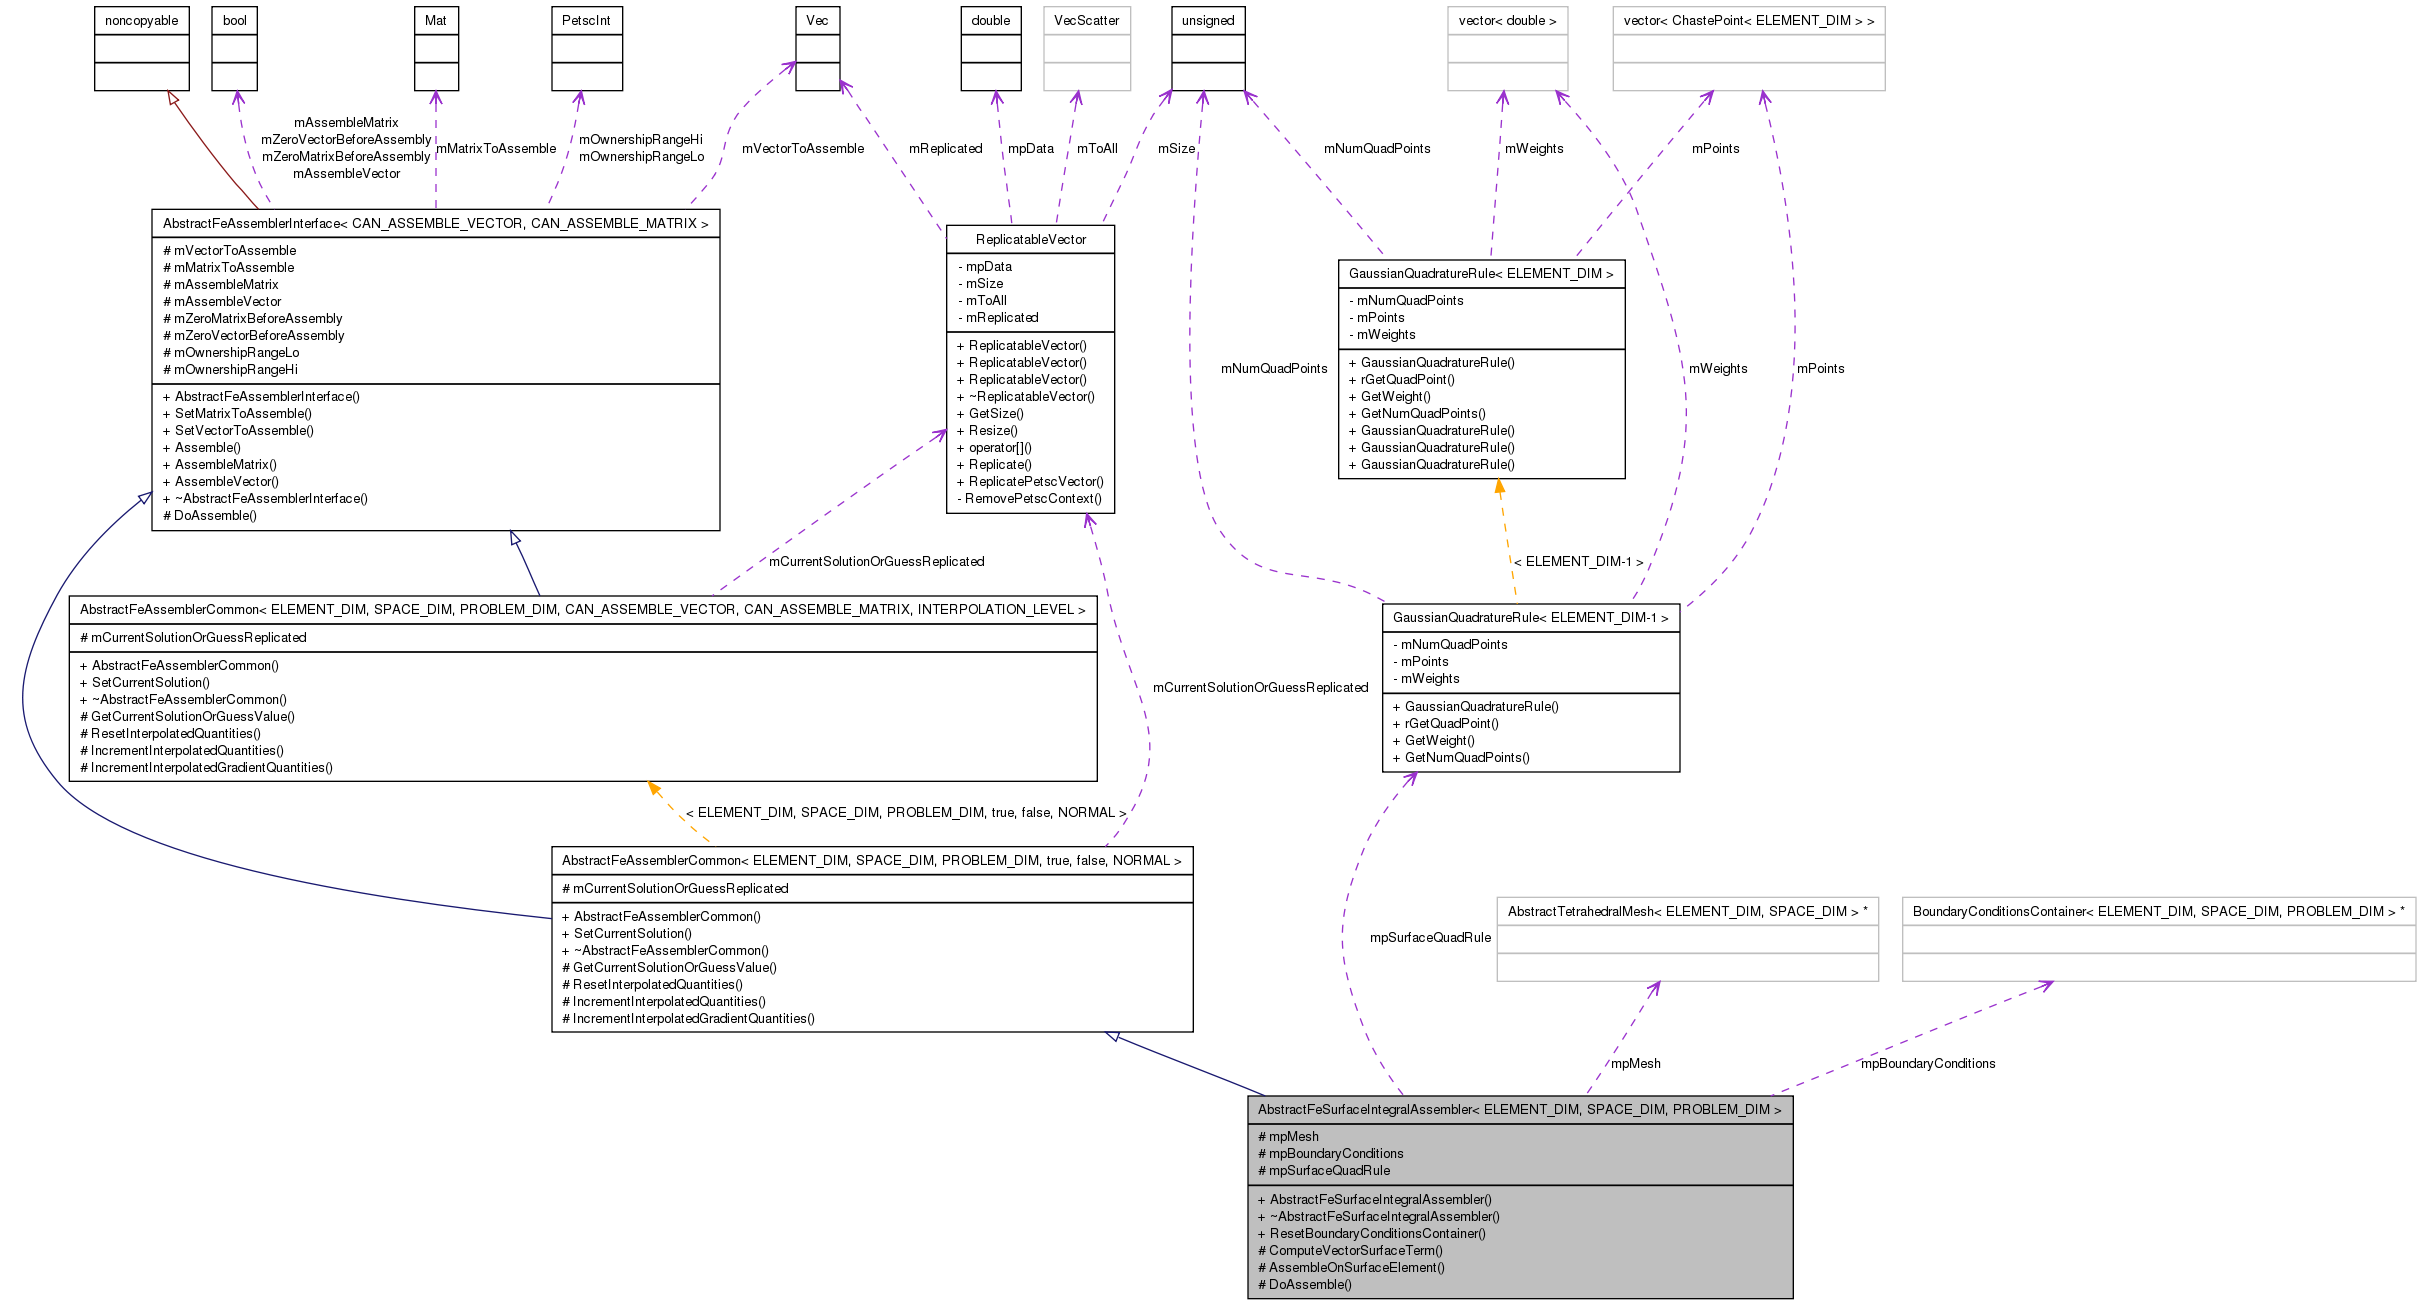 noncopyable
bool
Mat
PetscInt
Vec
double
VecScatter
unsigned
vector< double >
vector< ChastePoint< ELEMENT_DIM > >
mAssembleMatrix
mZeroVectorBeforeAssembly
mZeroMatrixBeforeAssembly
mAssembleVector
mMatrixToAssemble
mOwnershipRangeHi
mOwnershipRangeLo
mVectorToAssemble
mReplicated
mpData
mToAll
mSize
mNumQuadPoints
mWeights
mPoints
AbstractFeAssemblerInterface< CAN_ASSEMBLE_VECTOR, CAN_ASSEMBLE_MATRIX >
# mVectorToAssemble
# mMatrixToAssemble
# mAssembleMatrix
# mAssembleVector
# mZeroMatrixBeforeAssembly
# mZeroVectorBeforeAssembly
# mOwnershipRangeLo
# mOwnershipRangeHi
+ AbstractFeAssemblerInterface()
+ SetMatrixToAssemble()
+ SetVectorToAssemble()
+ Assemble()
+ AssembleMatrix()
+ AssembleVector()
+ ~AbstractFeAssemblerInterface()
# DoAssemble()
ReplicatableVector
- mpData
- mSize
- mToAll
- mReplicated
+ ReplicatableVector()
+ ReplicatableVector()
+ ReplicatableVector()
+ ~ReplicatableVector()
+ GetSize()
+ Resize()
+ operator[]()
+ Replicate()
+ ReplicatePetscVector()
- RemovePetscContext()
GaussianQuadratureRule< ELEMENT_DIM >
- mNumQuadPoints
- mPoints
- mWeights
+ GaussianQuadratureRule()
+ rGetQuadPoint()
+ GetWeight()
+ GetNumQuadPoints()
+ GaussianQuadratureRule()
+ GaussianQuadratureRule()
+ GaussianQuadratureRule()
mNumQuadPoints
mWeights
mPoints
mCurrentSolutionOrGuessReplicated
< ELEMENT_DIM-1 >
AbstractFeAssemblerCommon< ELEMENT_DIM, SPACE_DIM, PROBLEM_DIM, CAN_ASSEMBLE_VECTOR, CAN_ASSEMBLE_MATRIX, INTERPOLATION_LEVEL >
# mCurrentSolutionOrGuessReplicated
+ AbstractFeAssemblerCommon()
+ SetCurrentSolution()
+ ~AbstractFeAssemblerCommon()
# GetCurrentSolutionOrGuessValue()
# ResetInterpolatedQuantities()
# IncrementInterpolatedQuantities()
# IncrementInterpolatedGradientQuantities()
GaussianQuadratureRule< ELEMENT_DIM-1 >
- mNumQuadPoints
- mPoints
- mWeights
+ GaussianQuadratureRule()
+ rGetQuadPoint()
+ GetWeight()
+ GetNumQuadPoints()
mCurrentSolutionOrGuessReplicated
< ELEMENT_DIM, SPACE_DIM, PROBLEM_DIM, true, false, NORMAL >
AbstractFeAssemblerCommon< ELEMENT_DIM, SPACE_DIM, PROBLEM_DIM, true, false, NORMAL >
# mCurrentSolutionOrGuessReplicated
+ AbstractFeAssemblerCommon()
+ SetCurrentSolution()
+ ~AbstractFeAssemblerCommon()
# GetCurrentSolutionOrGuessValue()
# ResetInterpolatedQuantities()
# IncrementInterpolatedQuantities()
# IncrementInterpolatedGradientQuantities()
mpSurfaceQuadRule
AbstractTetrahedralMesh< ELEMENT_DIM, SPACE_DIM > *
BoundaryConditionsContainer< ELEMENT_DIM, SPACE_DIM, PROBLEM_DIM > *
mpMesh
mpBoundaryConditions
AbstractFeSurfaceIntegralAssembler< ELEMENT_DIM, SPACE_DIM, PROBLEM_DIM >
# mpMesh
# mpBoundaryConditions
# mpSurfaceQuadRule
+ AbstractFeSurfaceIntegralAssembler()
+ ~AbstractFeSurfaceIntegralAssembler()
+ ResetBoundaryConditionsContainer()
# ComputeVectorSurfaceTerm()
# AssembleOnSurfaceElement()
# DoAssemble()